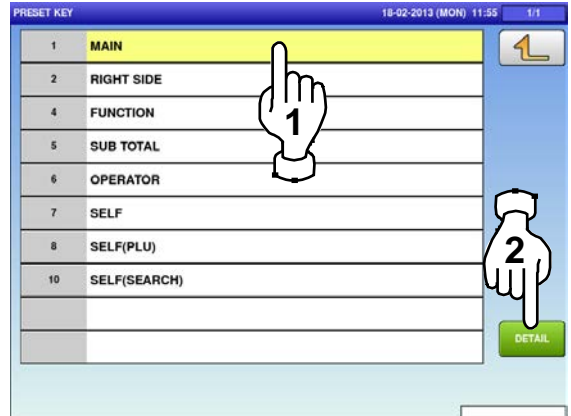 PRESET KEY 18-02-2013 (MON) 11:55 1/1
1 MAIN
2 RIGHT SIDE
4 FUNCTION
5 SUB TOTAL
6 OPERATOR
7 SELF
8 SELF(PLU)
10 SELF(SEARCH)
1
2
DETAIL